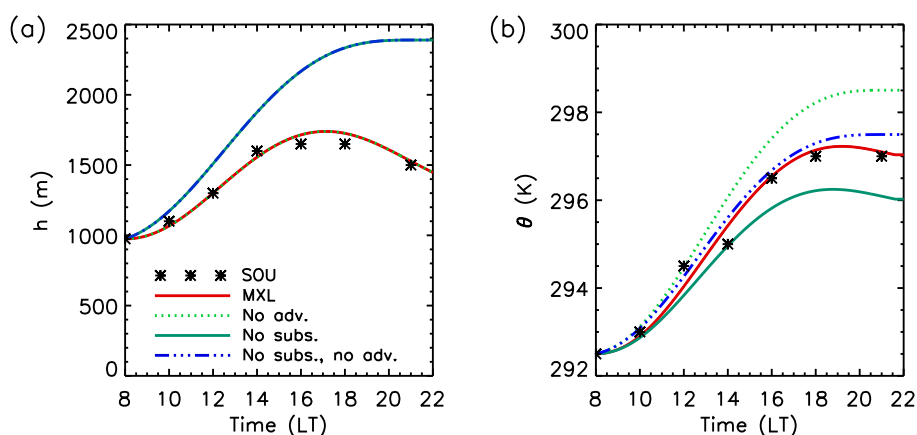 (a)
h (m)
2500
2000
1500
1000
500
0
SOU
MXL
No adv.
No subs.
No subs., no adv.
8 10 12 14 16 18 20 22
Time (LT)
(b)
θ (K)
300
298
296
294
292
8 10 12 14 16 18 20 22
Time (LT)